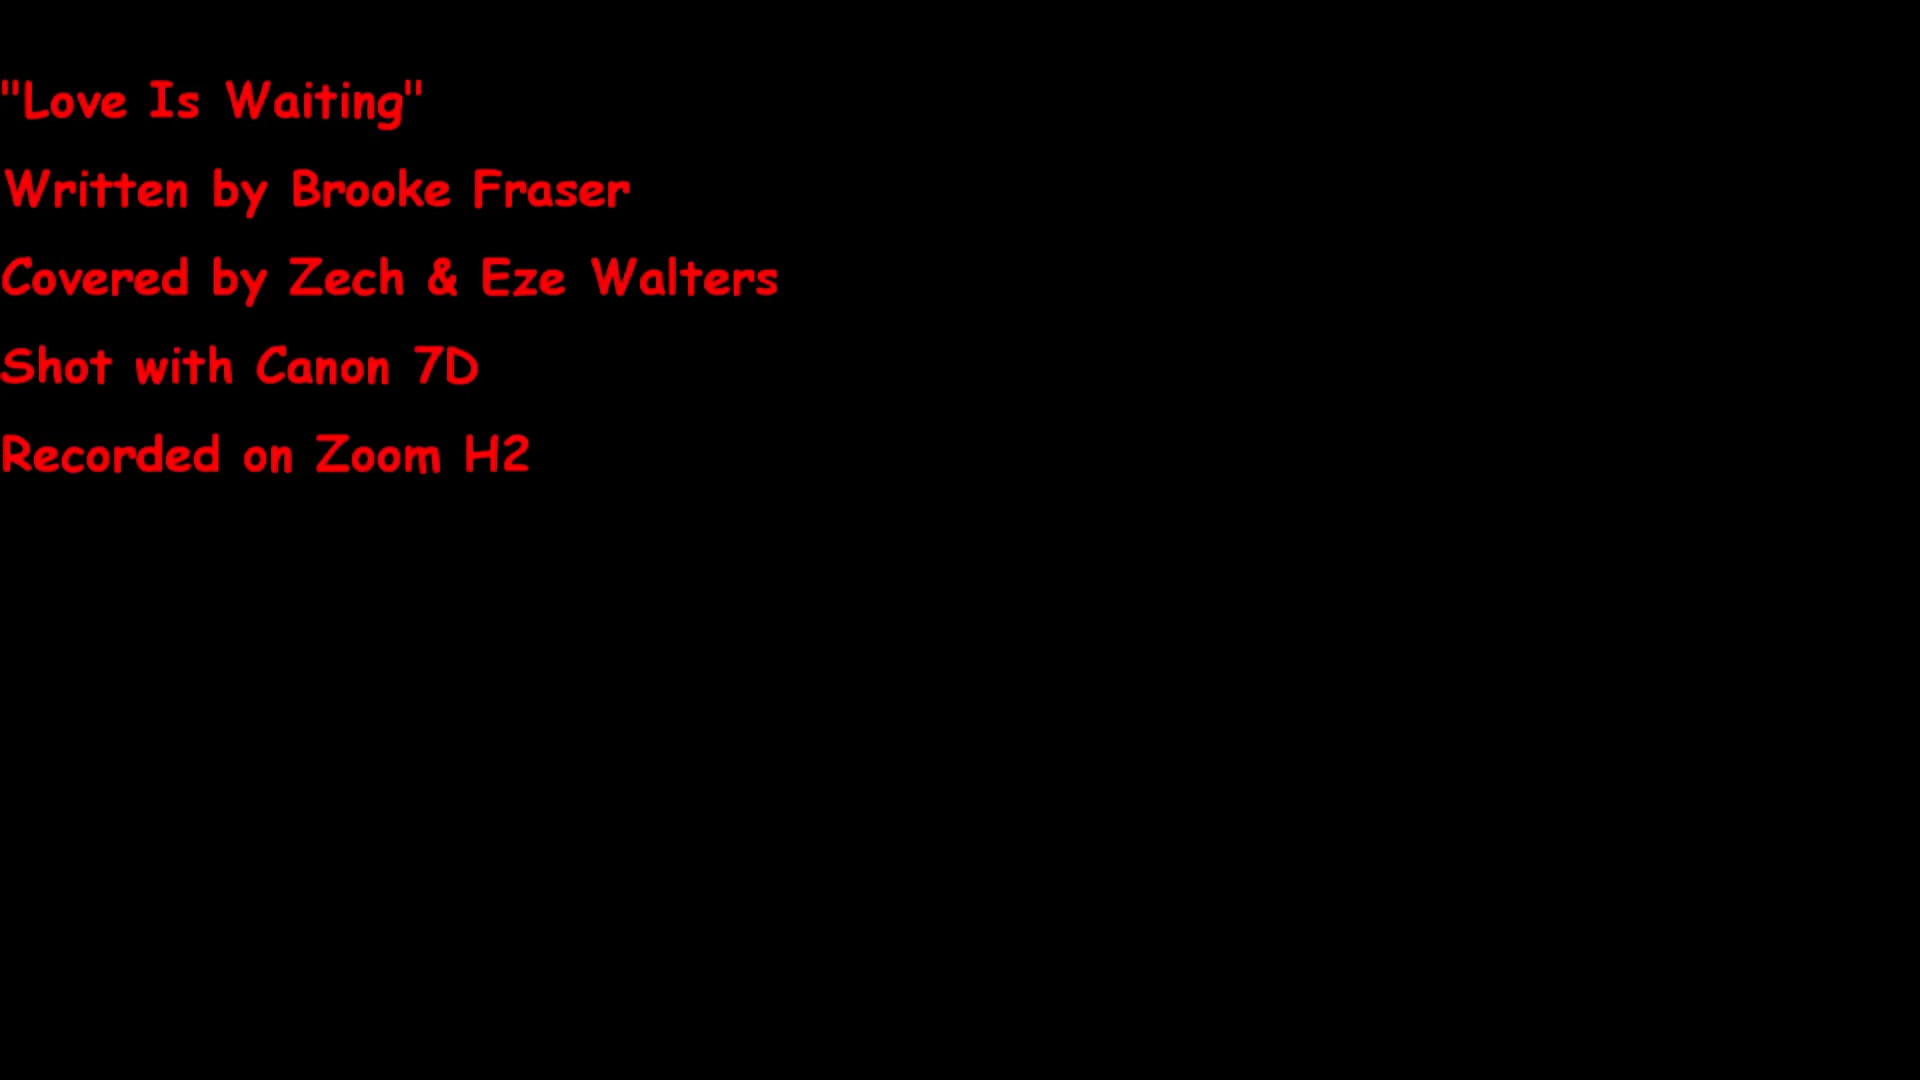 "Love Is Waiting"
Written by Brooke Fraser
Covered by Zech & Eze Walters
Shot with Canon 7D
Recorded on Zoom H2